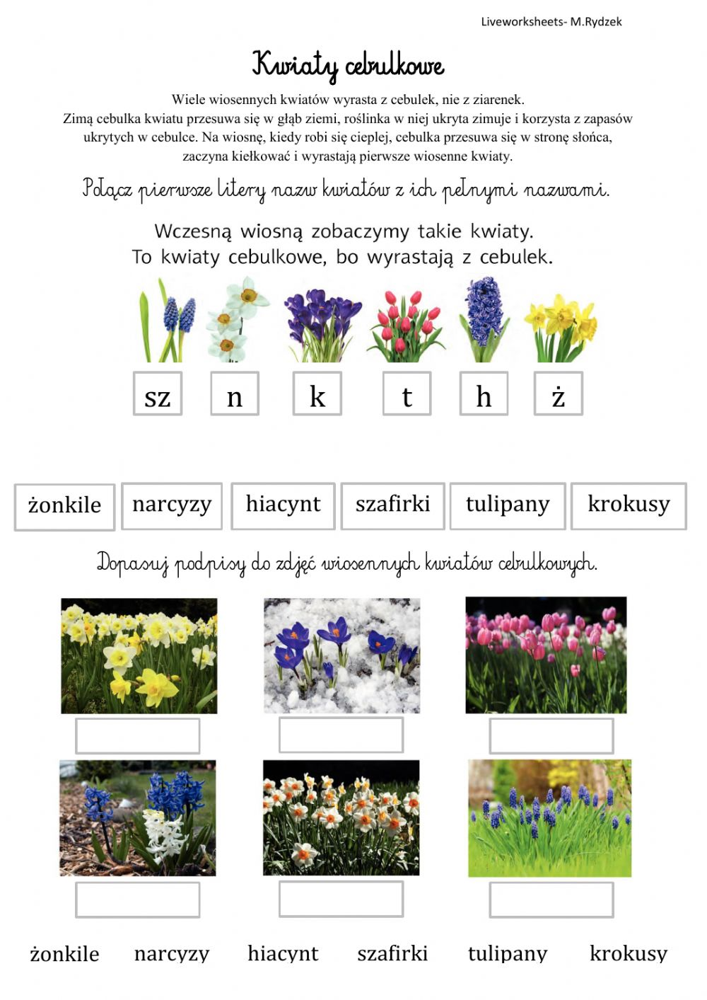 Liveworksheets- M.Rydzek
Kwiaty cebulkowe
Wiele wiosennych kwiatów wyrasta z cebulek, nie z ziarenek.
Zimą cebulka kwiatu przesuwa się w głąb ziemi, roślinka w niej ukryta zimuje i korzysta z zapasów
ukrytych w cebulce. Na wiosnę, kiedy robi się cieplej, cebulka przesuwa się w stronę słońca,
zaczyna kiełkować i wyrastają pierwsze wiosenne kwiaty.
Połącz pierwsze litery nazw kwiatów z ich pełnymi nazwami.
Wczesną wiosną zobaczymy takie kwiaty.
To kwiaty cebulkowe, bo wyrastają z cebulek.
sz n k t h ż
żonkile narcyzy hiacynt szafirki tulipany krokusy
Dopasuj podpisy do zdjęć wiosennych kwiatów cebulkowych.
żonkile narcyzy hiacynt szafirki tulipany krokusy